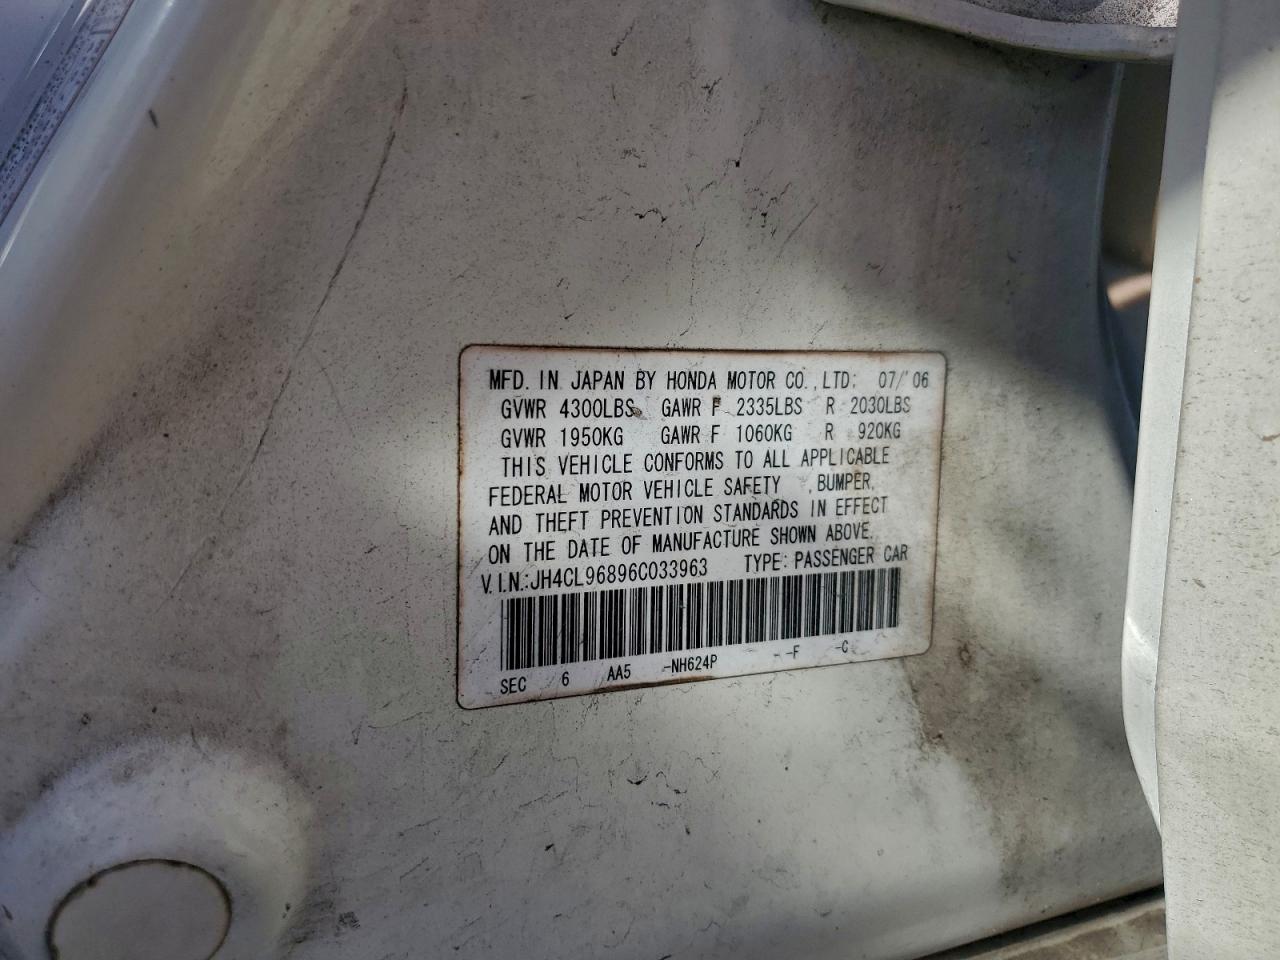 MFD. IN JAPAN BY HONDA MOTOR CO., LTD. 07/'06
GVWR 4300LBS GAWR F 2335LBS R 2030LBS
GVWR 1950KG GAWR F 1060KG R 920KG
THIS VEHICLE CONFORMS TO ALL APPLICABLE
FEDERAL MOTOR VEHICLE SAFETY ,BUMPER,
AND THEFT PREVENTION STANDARDS IN EFFECT
ON THE DATE OF MANUFACTURE SHOWN ABOVE.
V.I.N.:JH4CL96896C033963 TYPE: PASSENGER CAR
SEC 6 AA5 -NH624P - -F -C